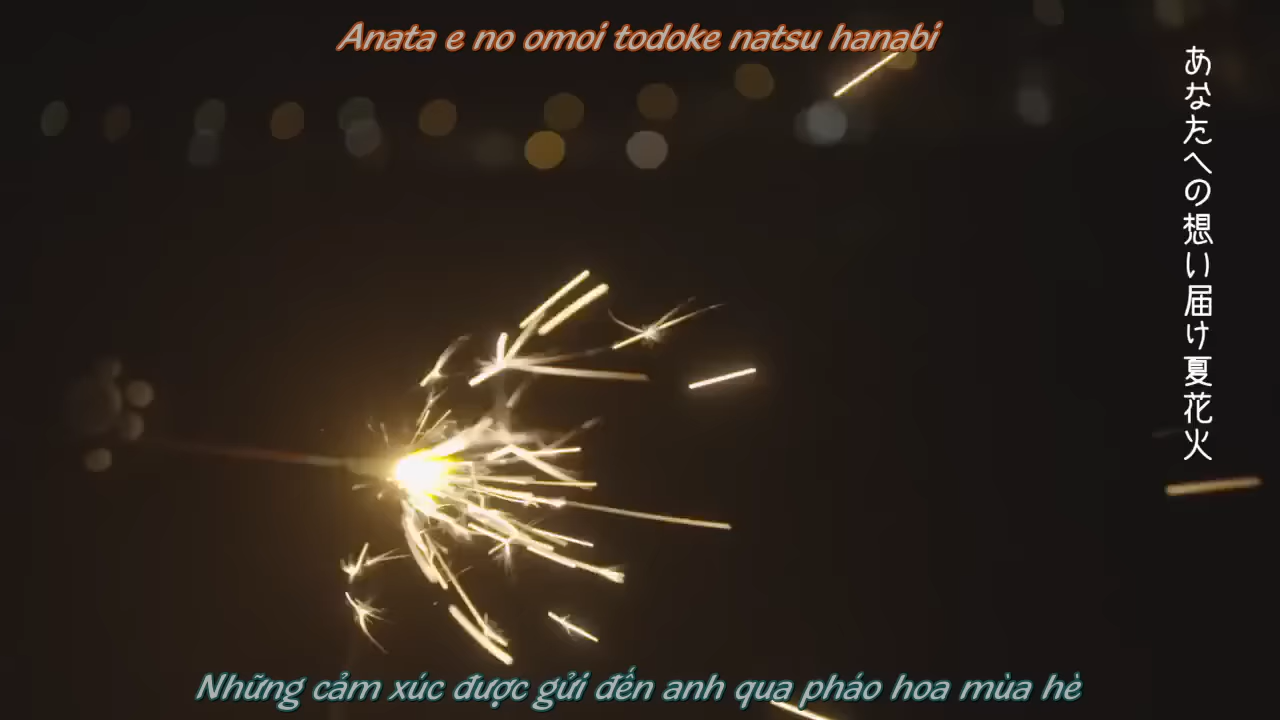 Anata e no omoi todoke natsu hanabi
あなたへの想い届け夏花火
Những cảm xúc được gửi đến anh qua pháo hoa mùa hè